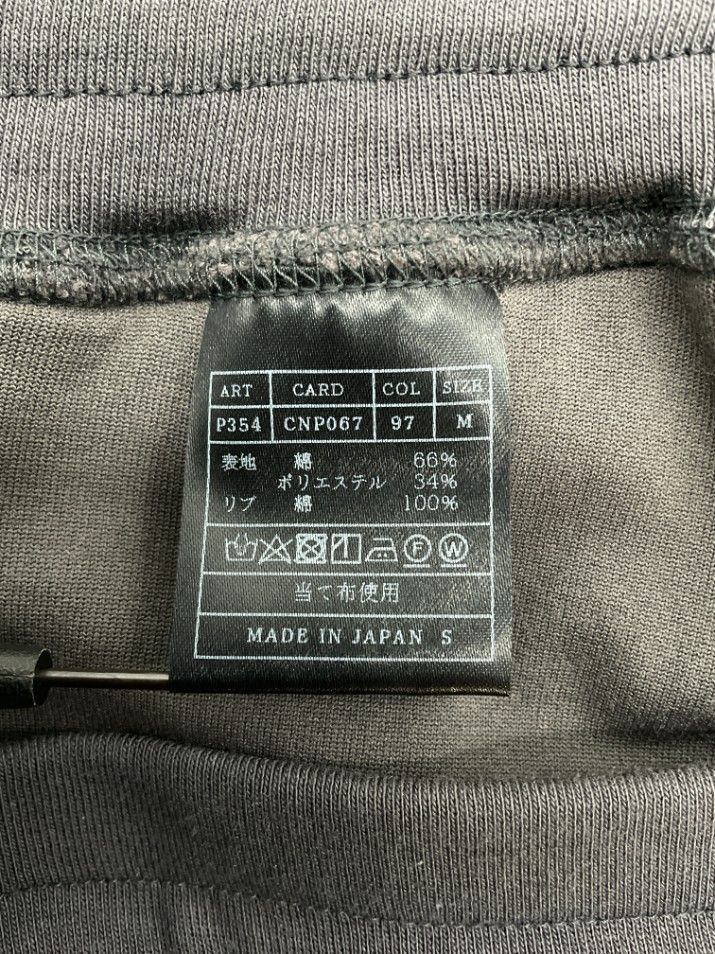 ART CARD COL SIZE
P354 CNP067 97 M
表地 綿 66%
ポリエステル 34%
リブ 綿 100%
F W
当て布使用
MADE IN JAPAN S